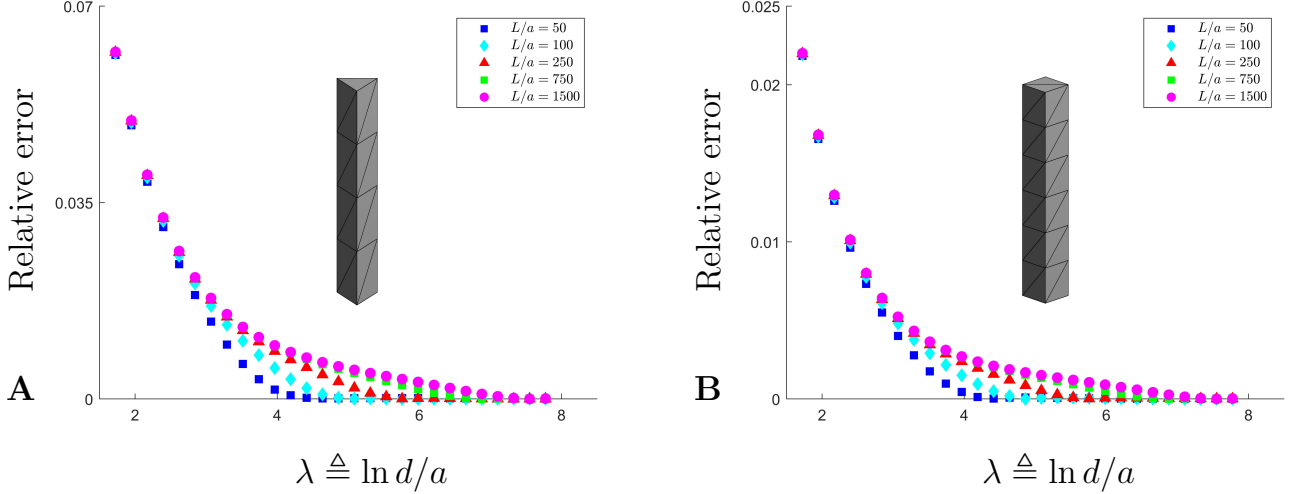 A
Relative error
0.07
0.035
0
2
4
6
8
λ ≜ ln d/a
L/a = 50
L/a = 100
L/a = 250
L/a = 750
L/a = 1500
B
Relative error
0.025
0.02
0.01
0
2
4
6
8
λ ≜ ln d/a
L/a = 50
L/a = 100
L/a = 250
L/a = 750
L/a = 1500